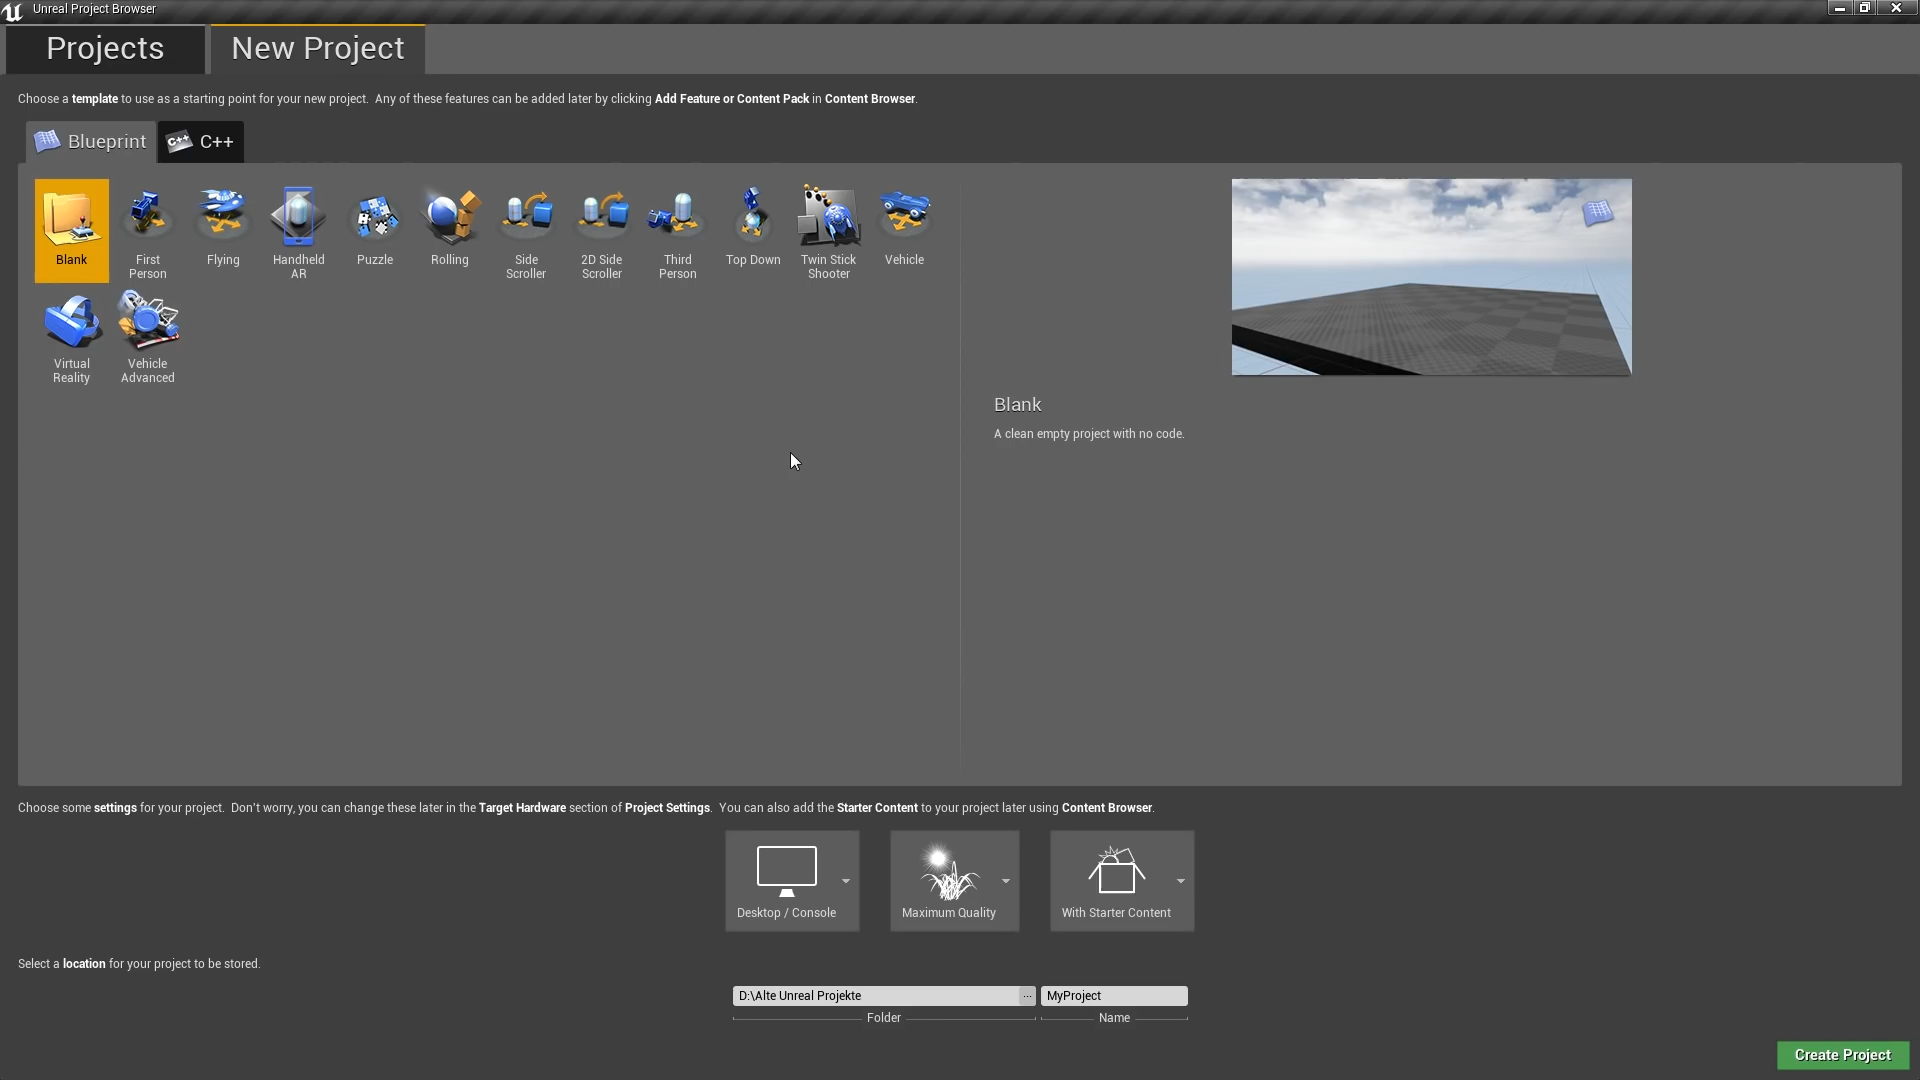 Unreal Project Browser
Projects
New Project
Choose a template to use as a starting point for your new project. Any of these features can be added later by clicking Add Feature or Content Pack in Content Browser.
Blueprint
C++
C++
Blank
First
Person
Flying
Handheld
AR
Puzzle
Rolling
Side
Scroller
2D Side
Scroller
Third
Person
Top Down
Twin Stick
Shooter
Vehicle
Virtual
Reality
Vehicle
Advanced
Blank
A clean empty project with no code.
Choose some settings for your project. Don't worry, you can change these later in the Target Hardware section of Project Settings. You can also add the Starter Content to your project later using Content Browser.
Desktop / Console
Maximum Quality
With Starter Content
Select a location for your project to be stored.
D:\Alte Unreal Projekte
...
MyProject
Folder
Name
Create Project